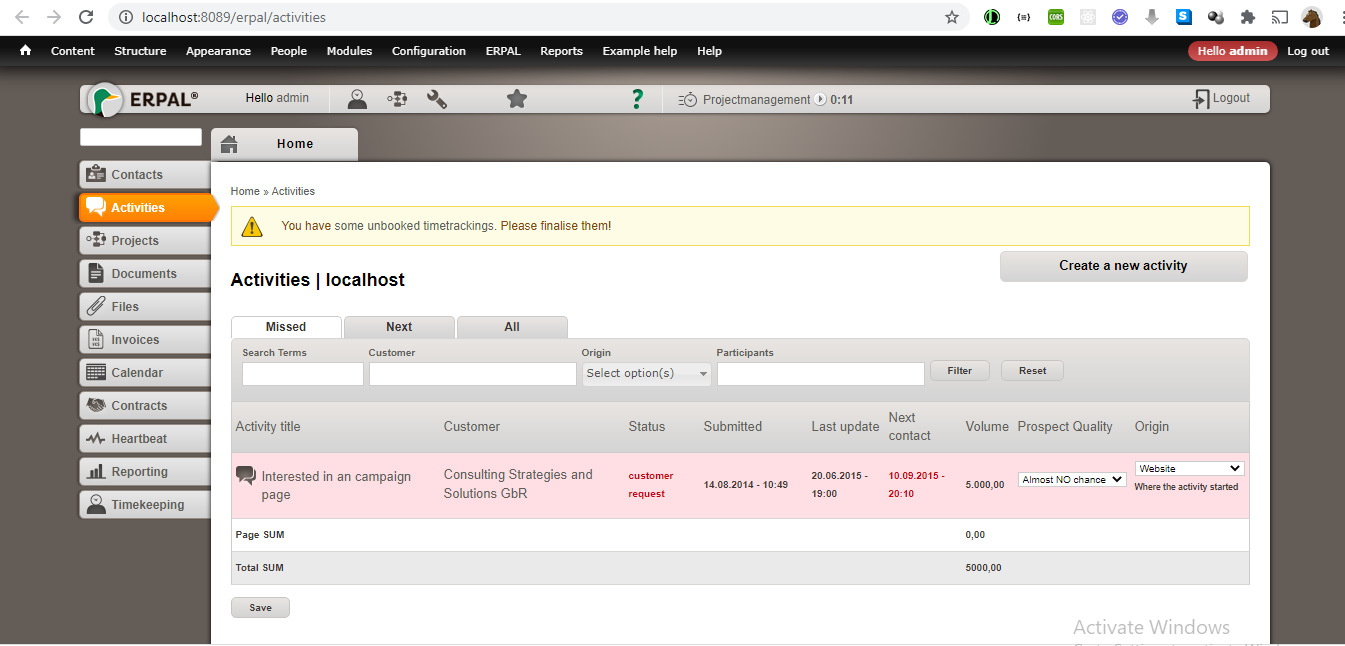 localhost:8089/erpal/activities
Content Structure Appearance People Modules Configuration ERPAL Reports Example help Help Hello admin Log out
ERPAL® Hello admin ? Projectmanagement 0:11 Logout
Home
Contacts
Activities
Projects
Documents
Files
Invoices
Calendar
Contracts
Heartbeat
Reporting
Timekeeping
Home » Activities
You have some unbooked timetrackings. Please finalise them!
Create a new activity
Activities | localhost
Missed Next All
Search Terms Customer Origin Participants
Select option(s) Filter Reset
Activity title Customer Status Submitted Last update Next contact Volume Prospect Quality Origin
Interested in an campaign page Consulting Strategies and Solutions GbR customer request 14.08.2014 - 10:49 20.06.2015 - 19:00 10.09.2015 - 20:10 5.000,00 Almost NO chance Website
Where the activity started
Page SUM 0,00
Total SUM 5000,00
Save
Activate Windows